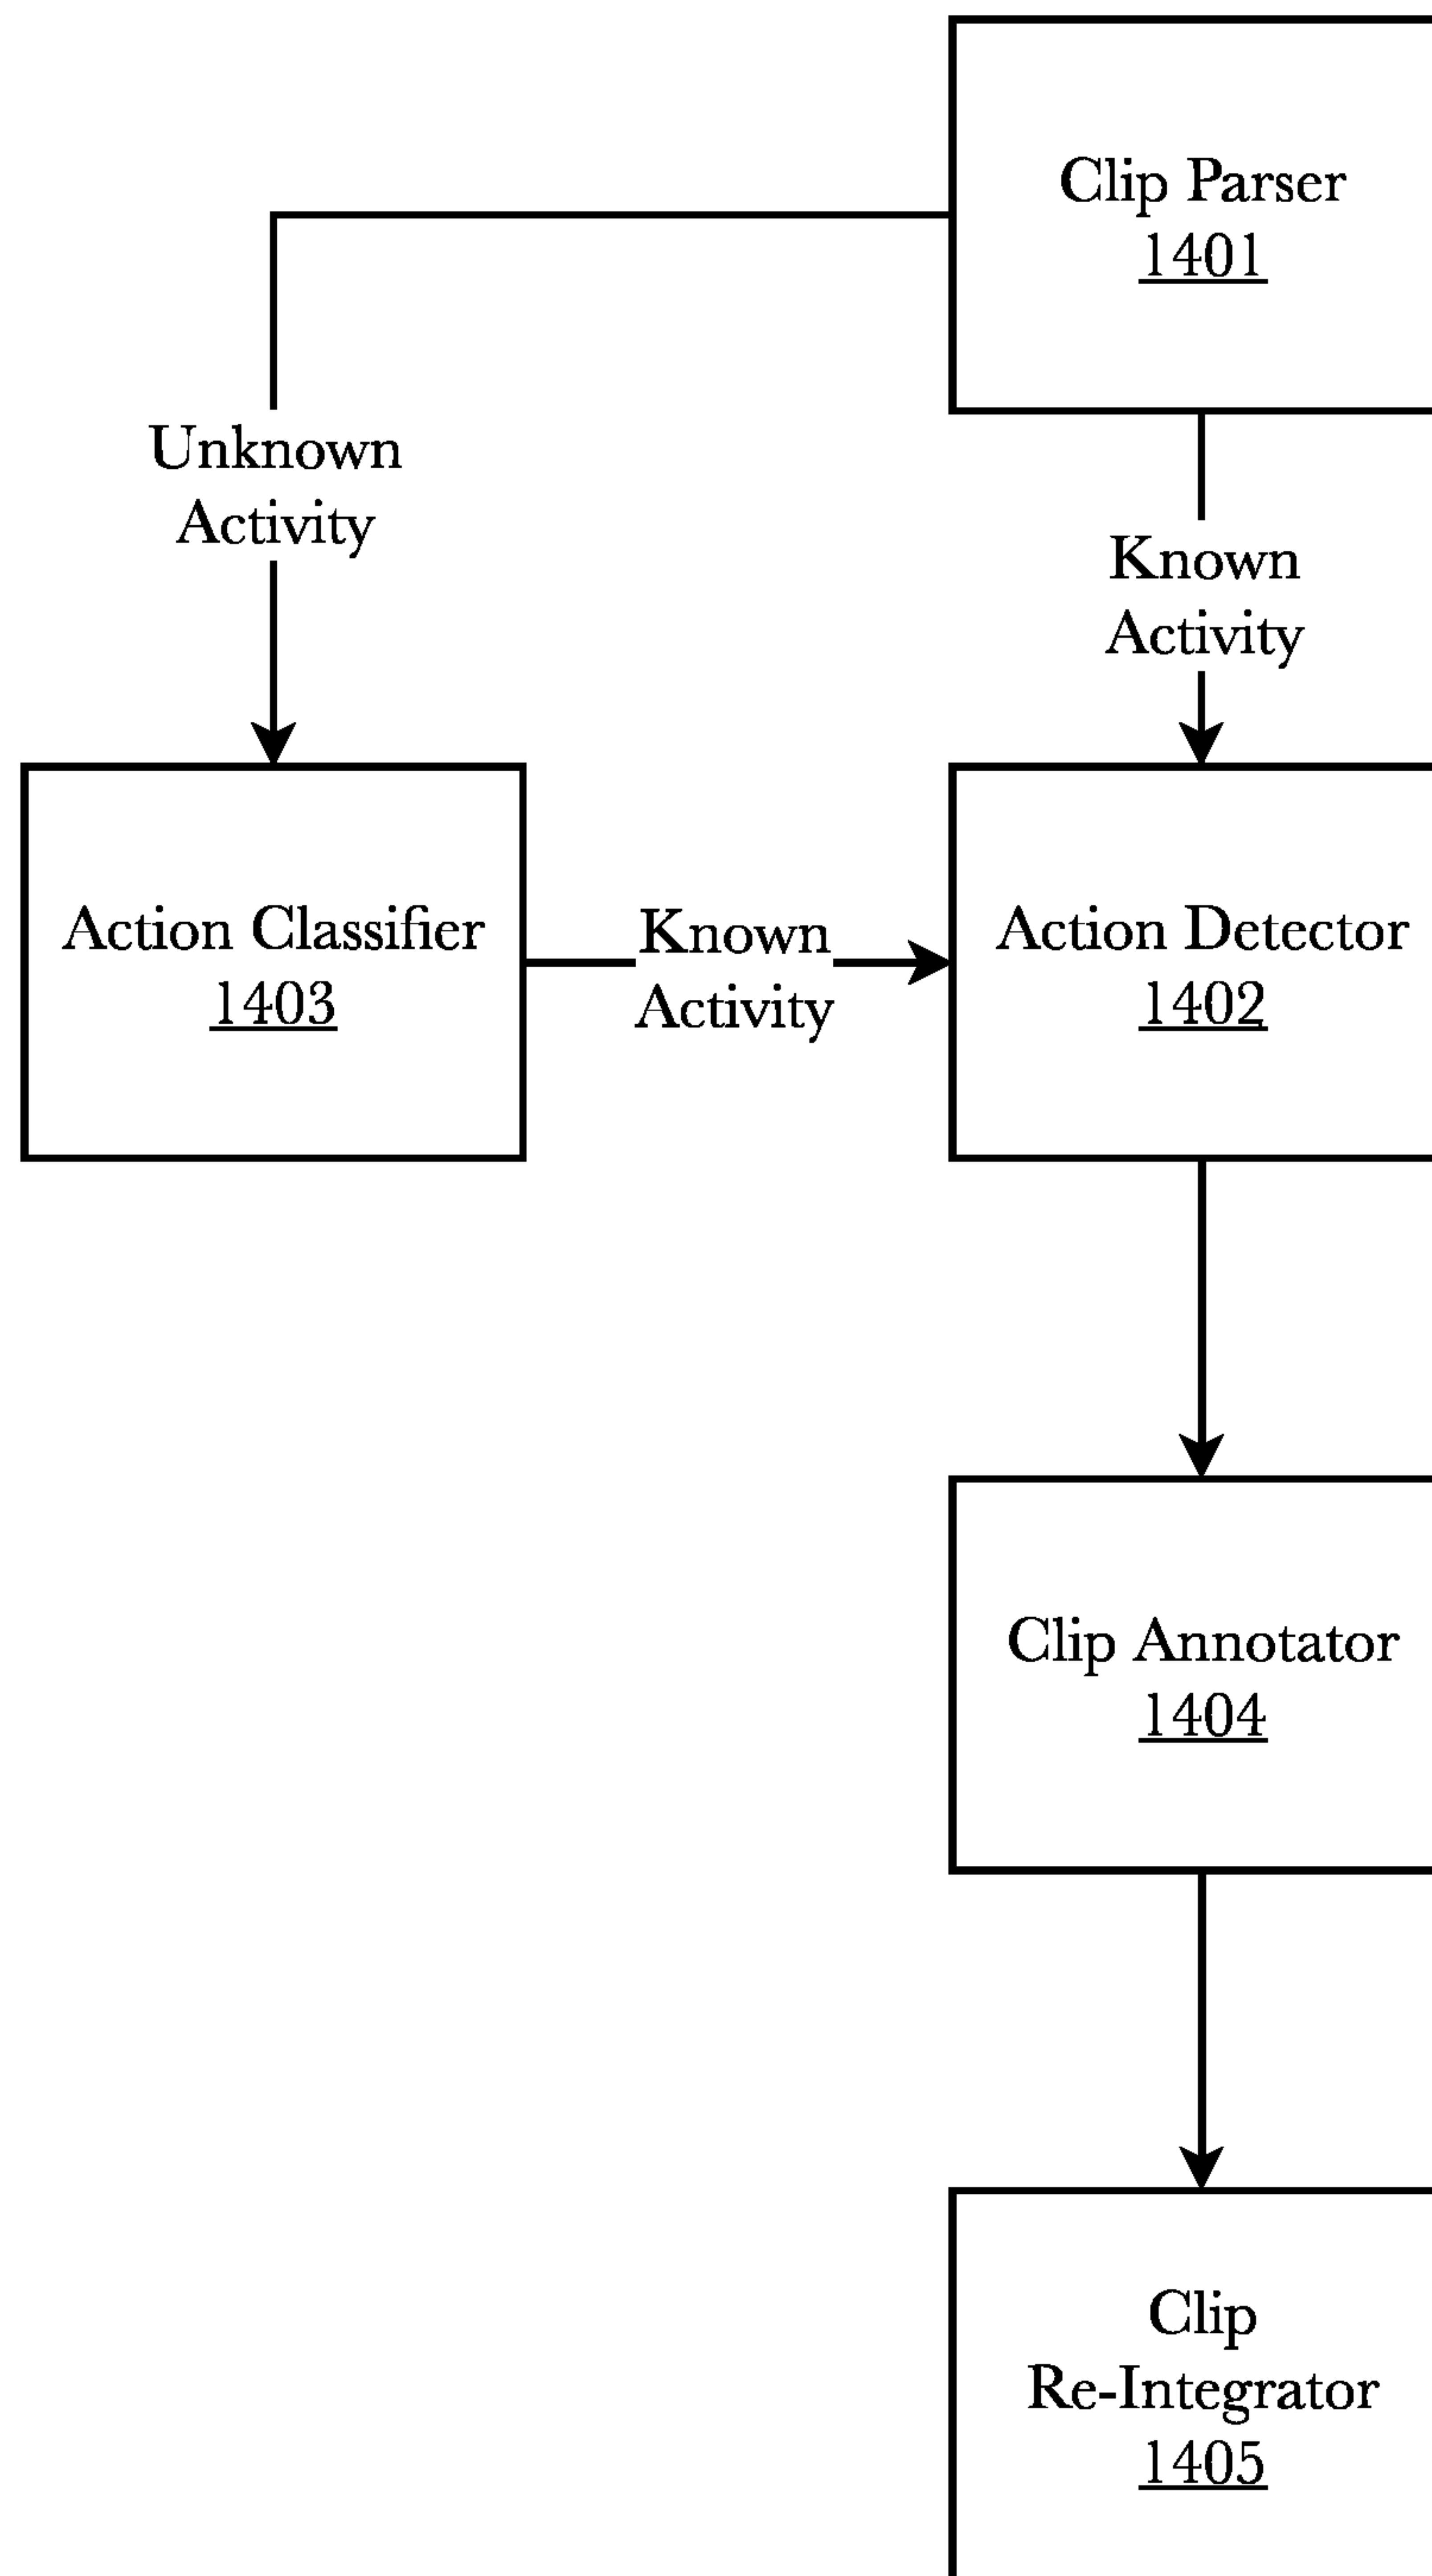 Clip Parser
1401
Unknown
Activity
Known
Activity
Action Classifier
1403
Known
Activity
Action Detector
1402
Clip Annotator
1404
Clip
Re-Integrator
1405